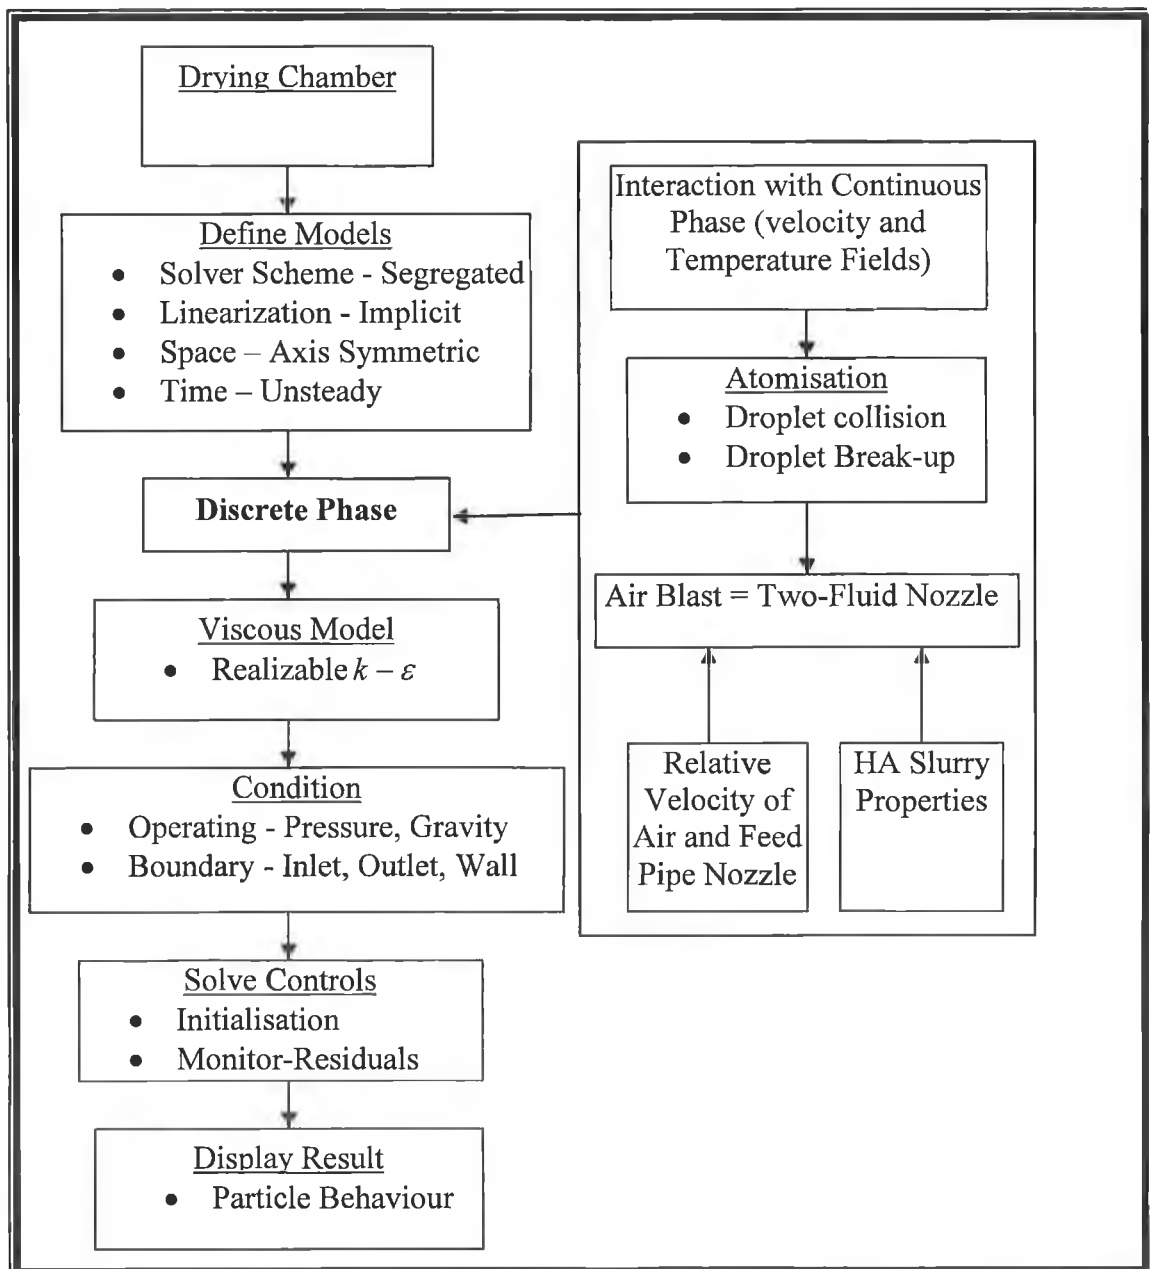 Drying Chamber
Define Models
• Solver Scheme - Segregated
• Linearization - Implicit
• Space – Axis Symmetric
• Time – Unsteady
Discrete Phase
Viscous Model
• Realizable k – ε
Condition
• Operating - Pressure, Gravity
• Boundary - Inlet, Outlet, Wall
Solve Controls
• Initialisation
• Monitor-Residuals
Display Result
• Particle Behaviour
Interaction with Continuous
Phase (velocity and
Temperature Fields)
Atomisation
• Droplet collision
• Droplet Break-up
Air Blast = Two-Fluid Nozzle
Relative
Velocity of
Air and Feed
Pipe Nozzle
HA Slurry
Properties